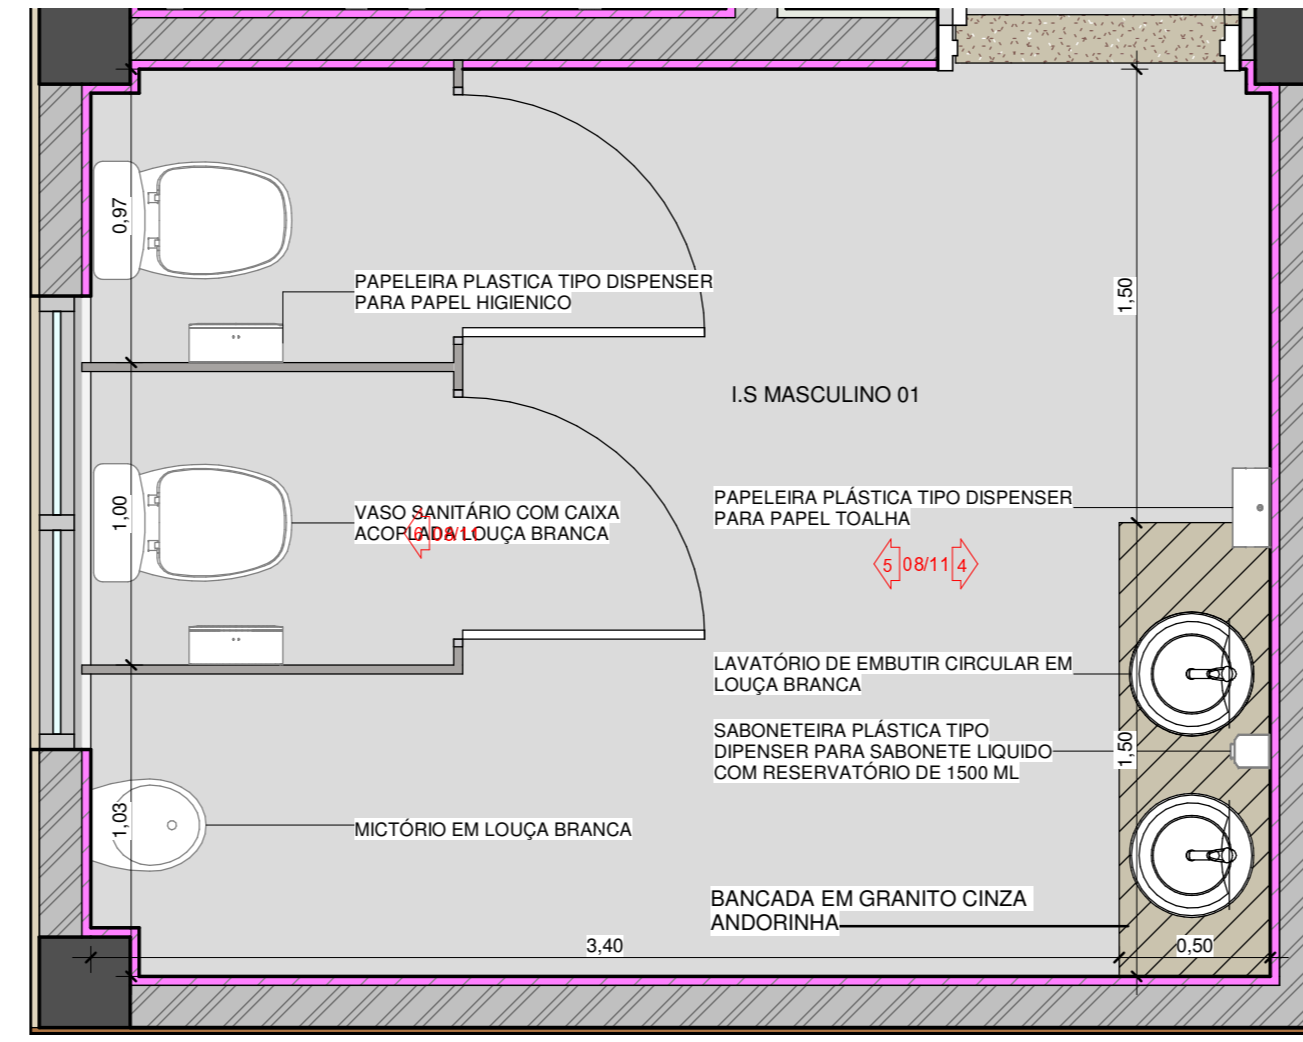 0,97
1,50
PAPELEIRA PLASTICA TIPO DISPENSER
PARA PAPEL HIGIENICO
I.S MASCULINO 01
1,00
VASO SANITÁRIO COM CAIXA
ACOPLADA LOUÇA BRANCA
6 08/11
PAPELEIRA PLÁSTICA TIPO DISPENSER
PARA PAPEL TOALHA
5 08/11 4
LAVATÓRIO DE EMBUTIR CIRCULAR EM
LOUÇA BRANCA
SABONETEIRA PLÁSTICA TIPO
DIPENSER PARA SABONETE LIQUIDO
COM RESERVATÓRIO DE 1500 ML
1,50
1,03
MICTÓRIO EM LOUÇA BRANCA
BANCADA EM GRANITO CINZA
ANDORINHA
3,40
0,50